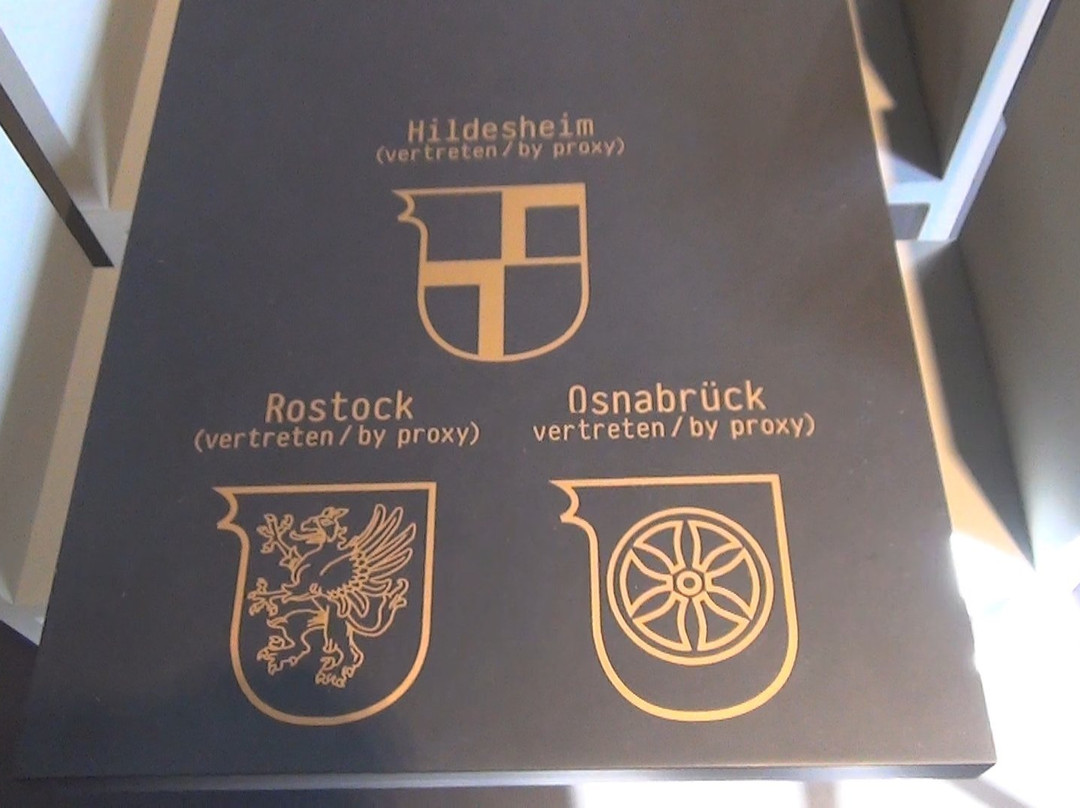 Hildesheim
(vertreten/by proxy)
Rostock
(vertreten/by proxy)
Osnabrück
vertreten/by proxy)